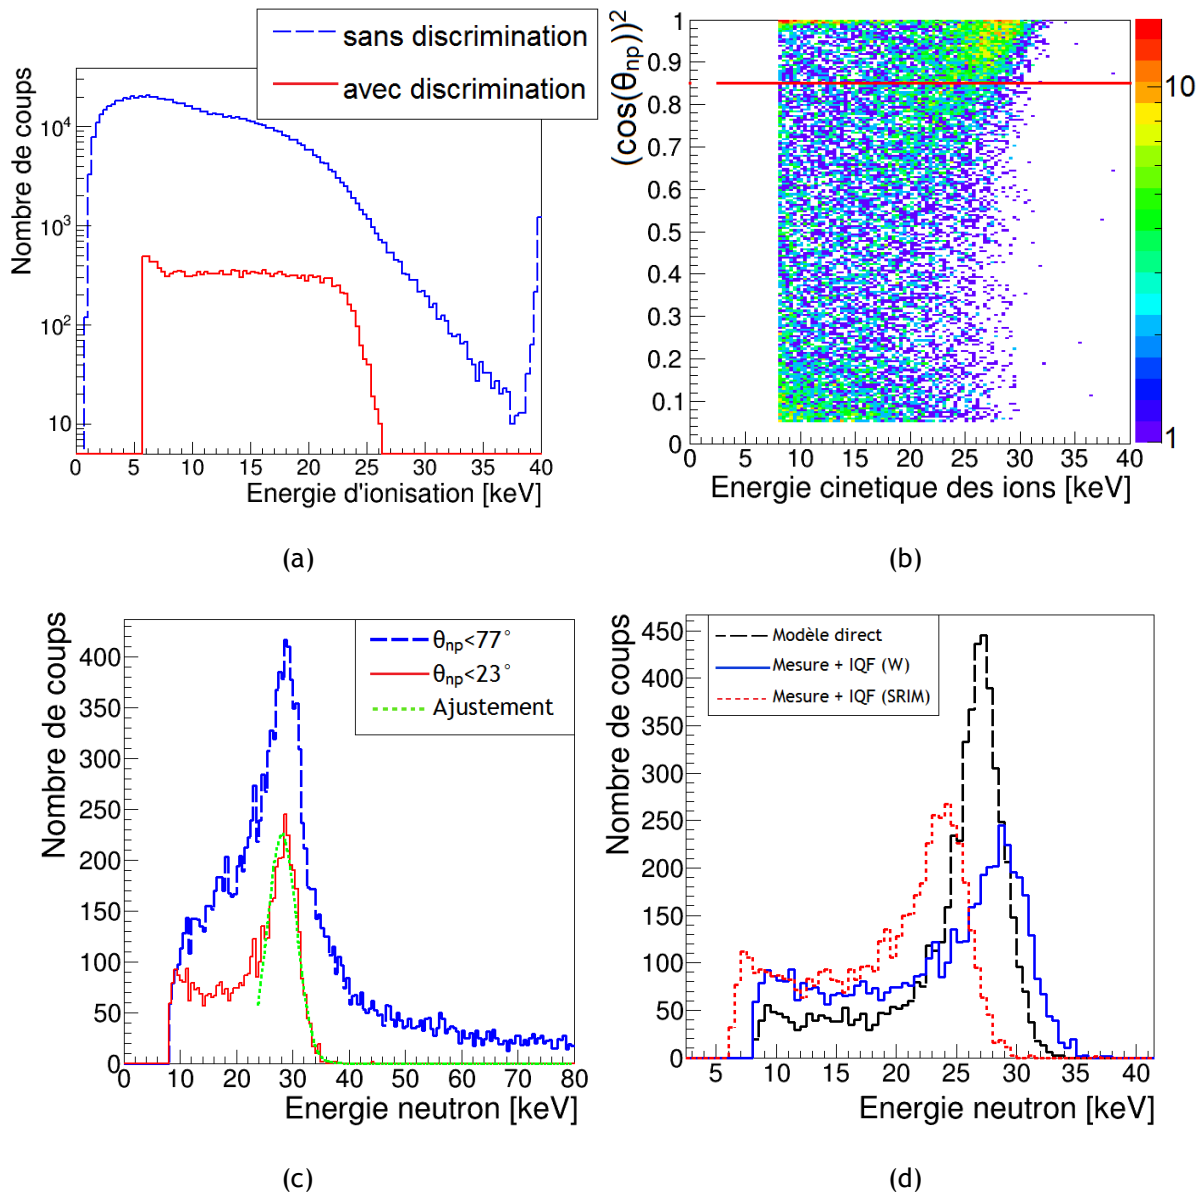 sans discrimination
avec discrimination
Nombre de coups
10^4
10^3
10^2
10
0 5 10 15 20 25 30 35 40
Energie d'ionisation [keV]
(a)
(cos(θnp))²
1
0.9
0.8
0.7
0.6
0.5
0.4
0.3
0.2
0.1
0
0 5 10 15 20 25 30 35 40
Energie cinetique des ions [keV]
10
1
(b)
θnp<77°
θnp<23°
Ajustement
Nombre de coups
400
350
300
250
200
150
100
50
0
0 10 20 30 40 50 60 70 80
Energie neutron [keV]
(c)
Modèle direct
Mesure + IQF (W)
Mesure + IQF (SRIM)
Nombre de coups
450
400
350
300
250
200
150
100
50
0
5 10 15 20 25 30 35 40
Energie neutron [keV]
(d)